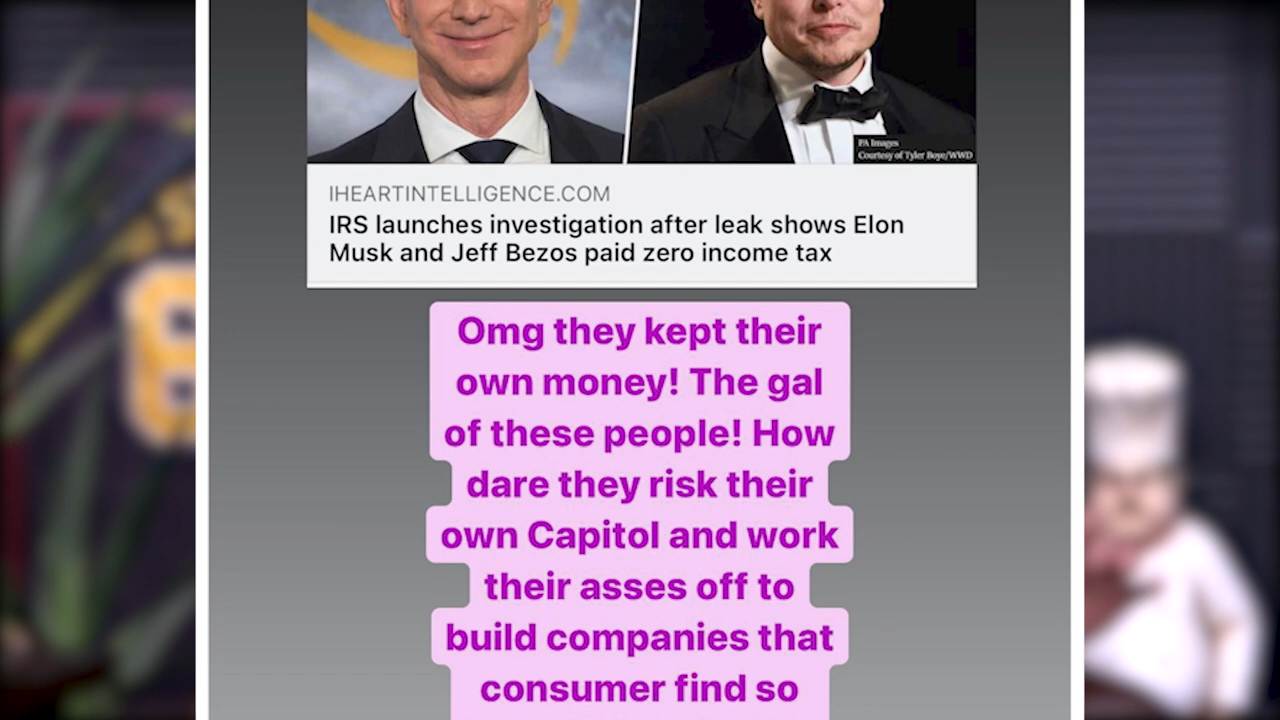 PA Images
Courtesy of Tyler Boye/WWD
IHEARTINTELLIGENCE.COM
IRS launches investigation after leak shows Elon
Musk and Jeff Bezos paid zero income tax
Omg they kept their
own money! The gal
of these people! How
dare they risk their
own Capitol and work
their asses off to
build companies that
consumer find so